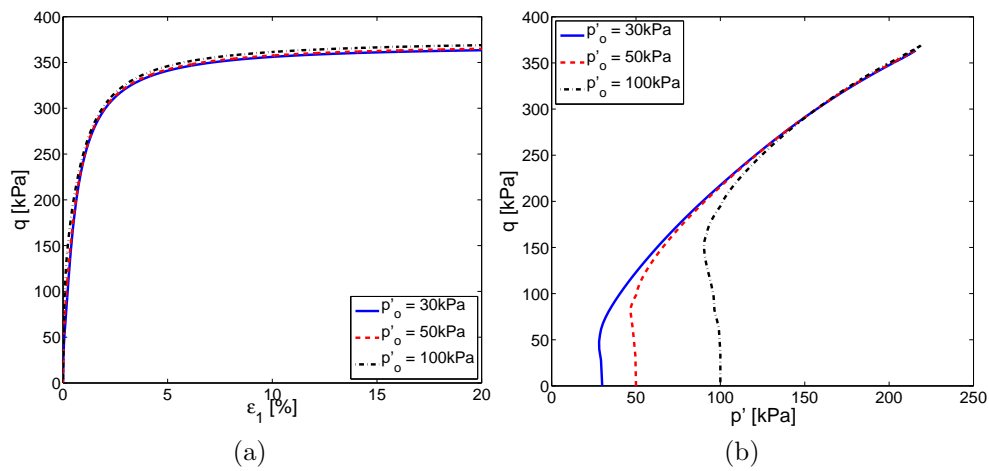 400
350
300
250
200
150
100
50
0
q [kPa]
0 5 10 15 20
ε1 [%]
p'o = 30kPa
p'o = 50kPa
p'o = 100kPa
(a)
400
350
300
250
200
150
100
50
0
q [kPa]
0 50 100 150 200 250
p' [kPa]
p'o = 30kPa
p'o = 50kPa
p'o = 100kPa
(b)